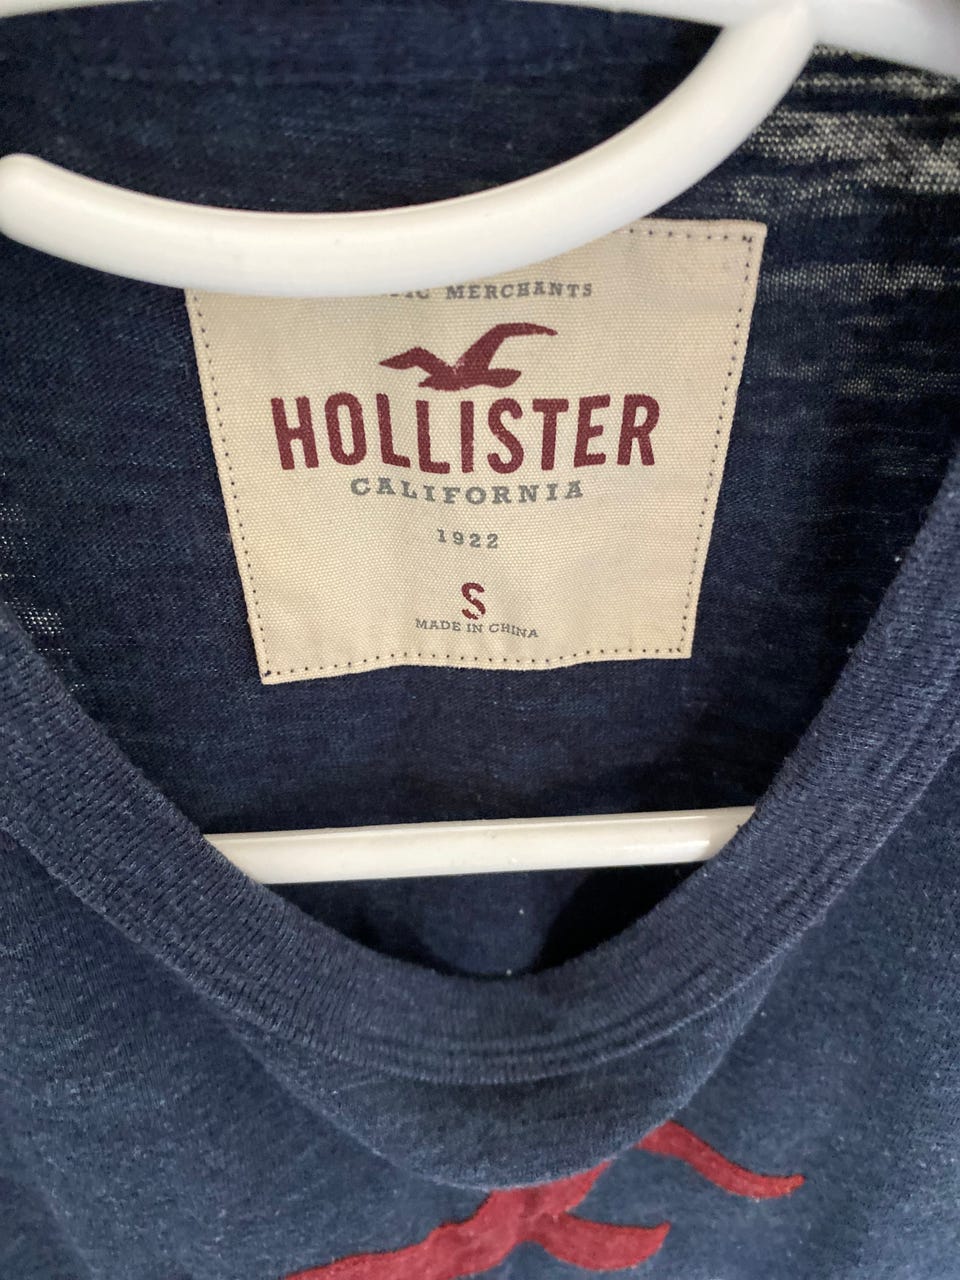 MERCHANTS
HOLLISTER
CALIFORNIA
1922
S
MADE IN CHINA